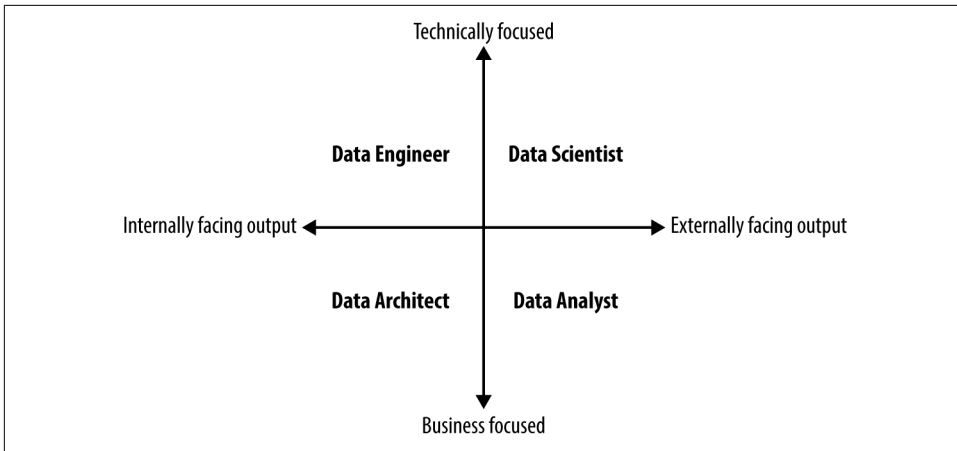 Technically focused
Data Engineer
Data Scientist
Internally facing output
Externally facing output
Data Architect
Data Analyst
Business focused